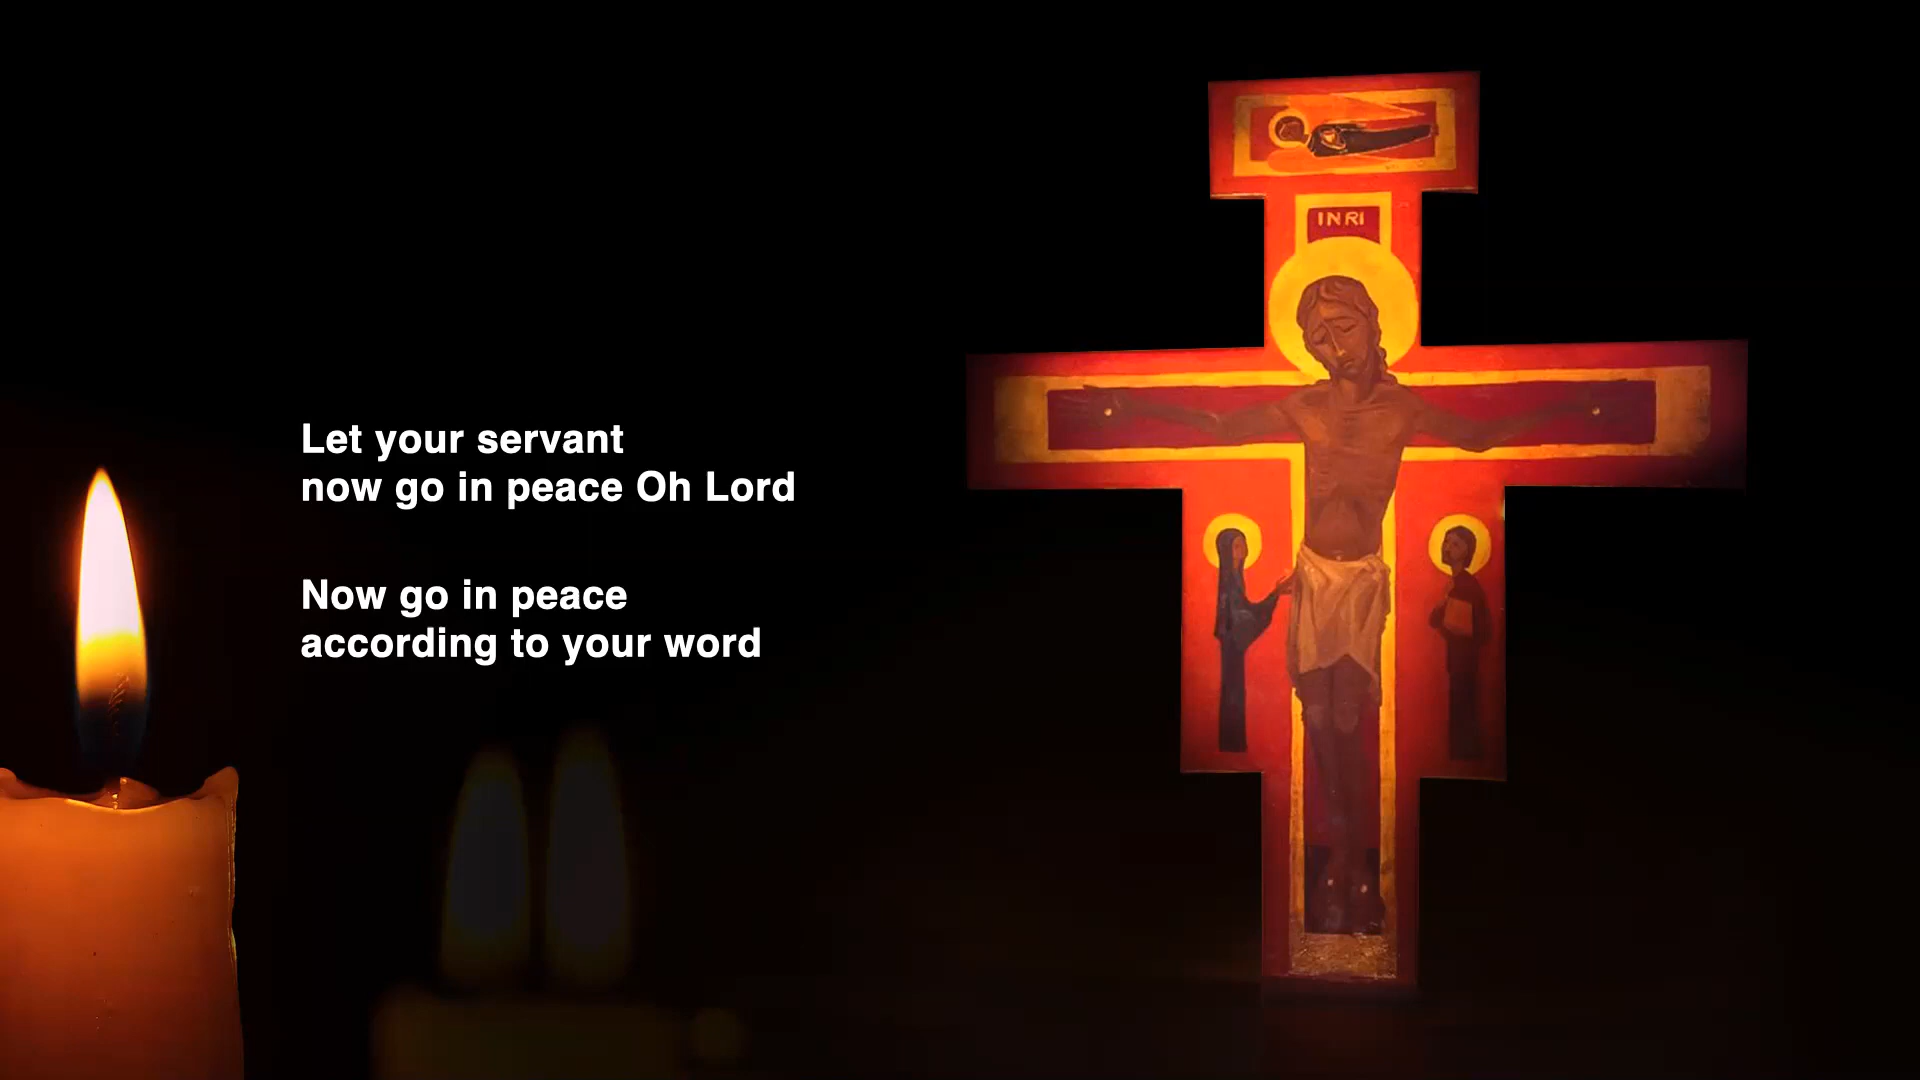 Let your servant
now go in peace Oh Lord
Now go in peace
according to your word
INRI